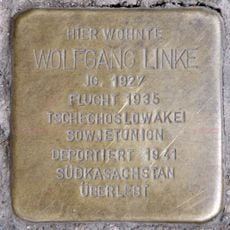 HIER WOHNTE
WOLFGANG LINKE
JG. 1927
FLUCHT 1935
TSCHECHOSLOWAKEI
SOWJETUNION
DEPORTIERT 1941
SÜDKASACHSTAN
ÜBERLEBT